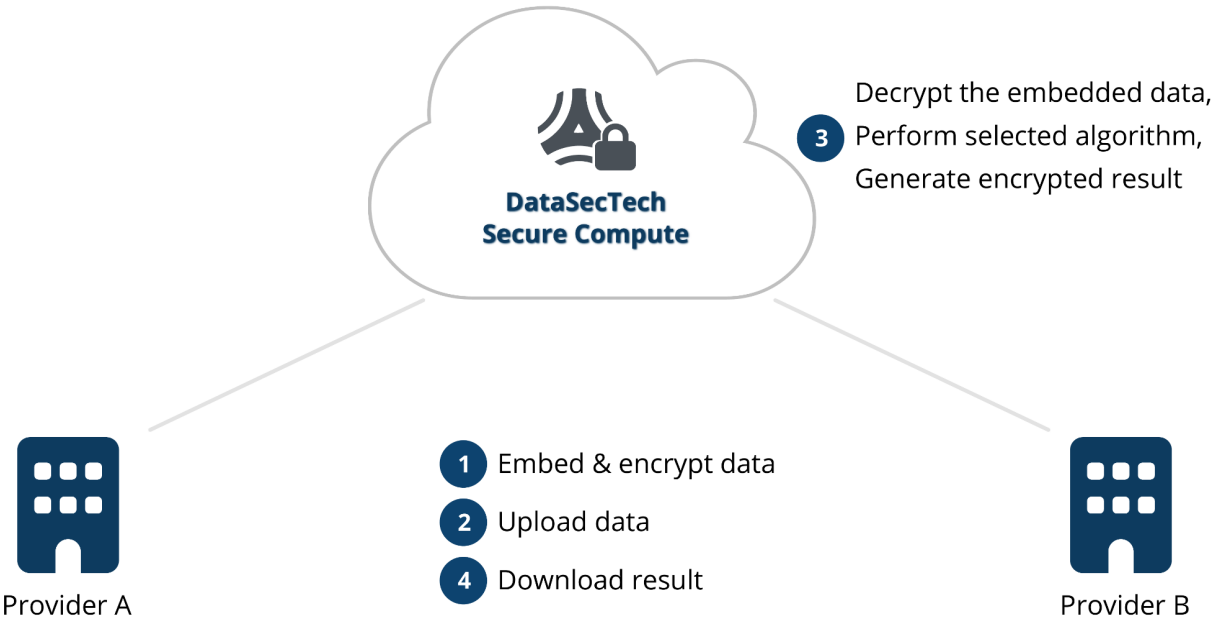 DataSecTech
Secure Compute
3
Decrypt the embedded data,
Perform selected algorithm,
Generate encrypted result
1 Embed & encrypt data
2 Upload data
4 Download result
Provider A
Provider B